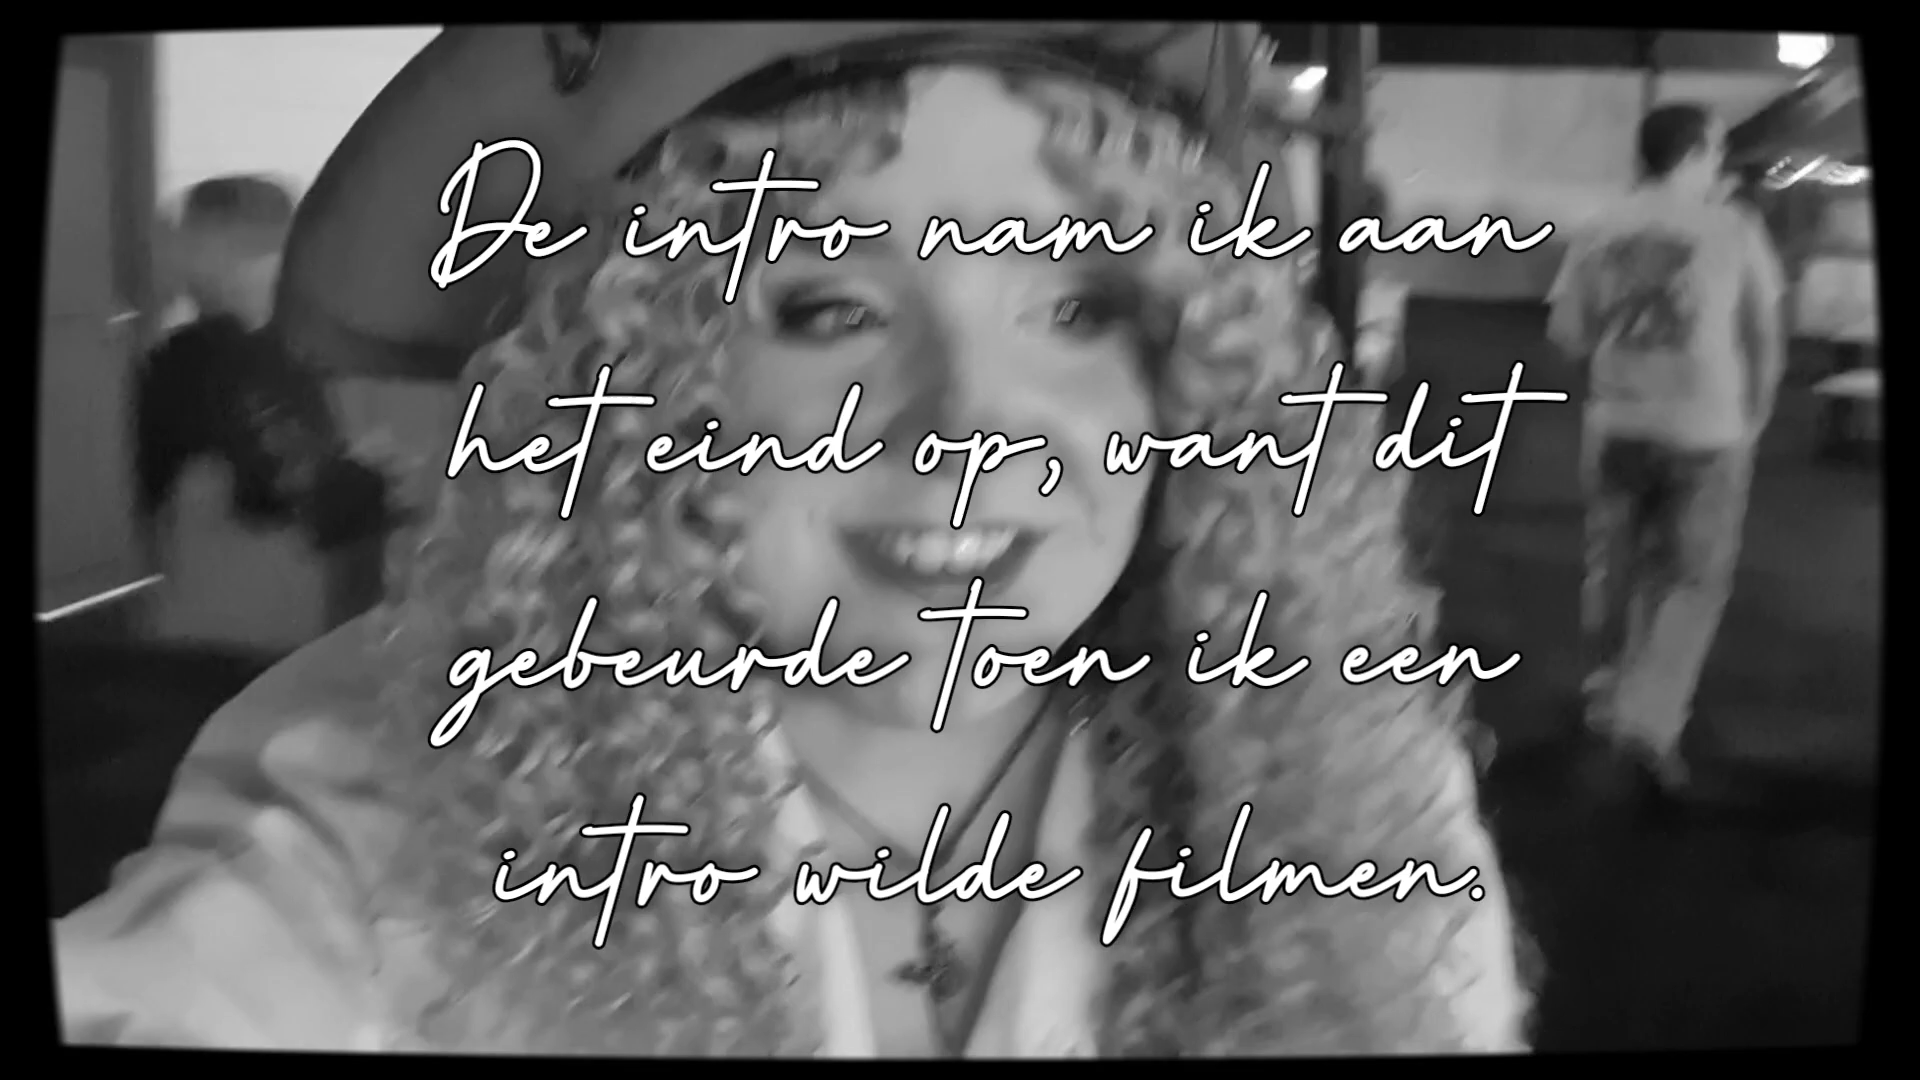 De intro nam ik aan
het eind op, want dit
gebeurde toen ik een
intro wilde filmen.